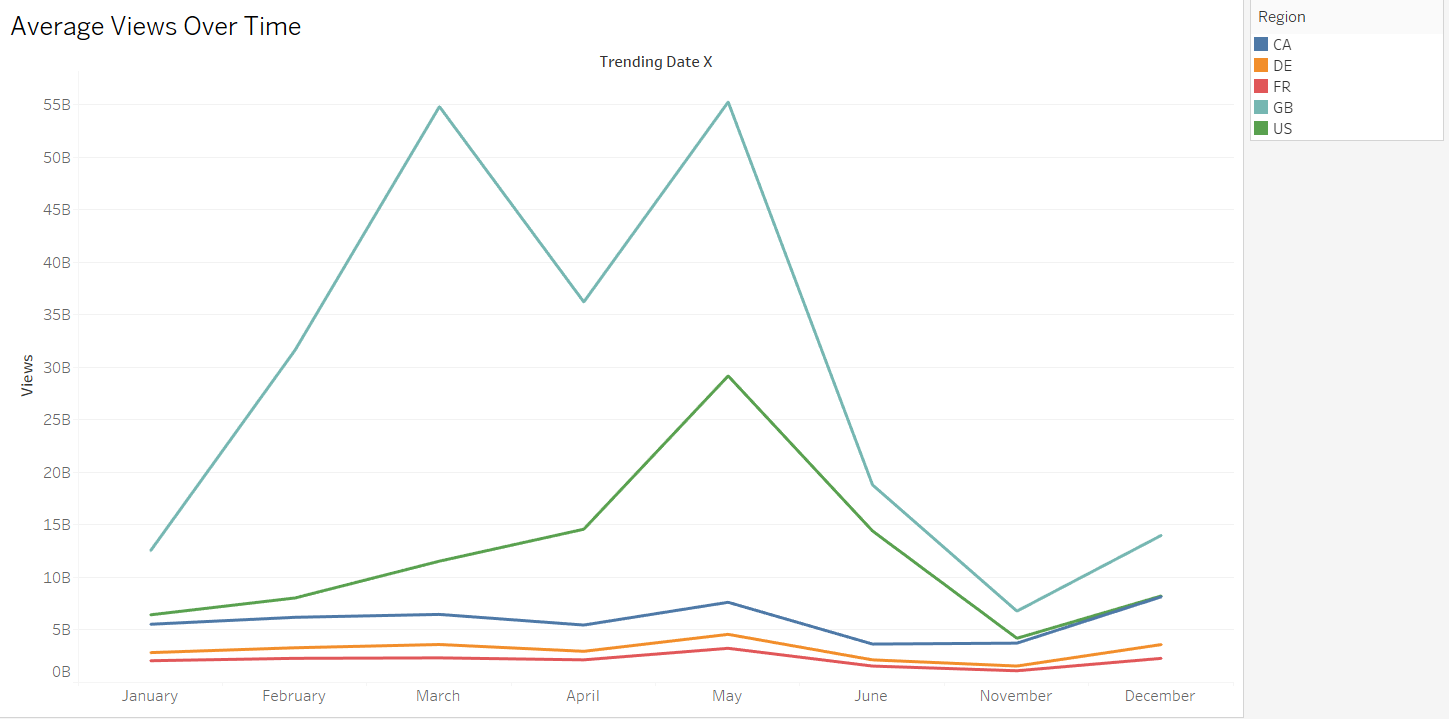 Average Views Over Time
Trending Date X
Views
55B
50B
45B
40B
35B
30B
25B
20B
15B
10B
5B
0B
January February March April May June November December
Region
CA
DE
FR
GB
US